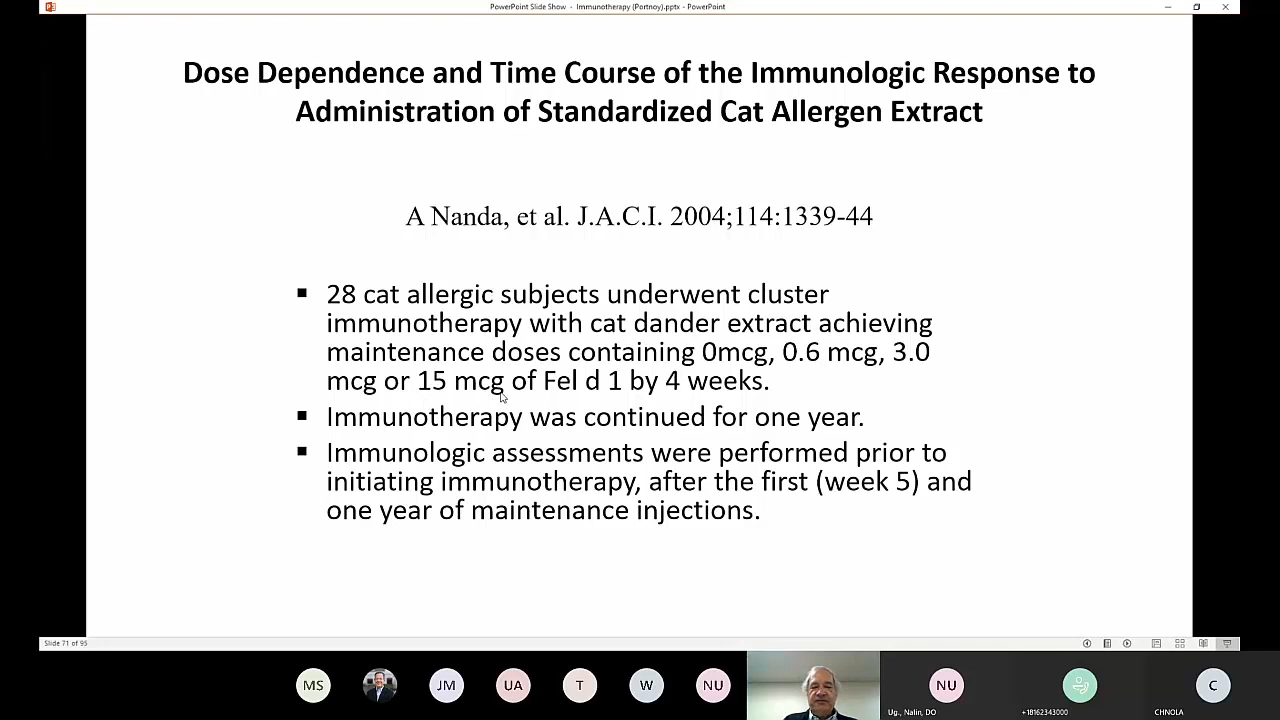 PowerPoint Slide Show - Immunotherapy (Portnoy).pptx - PowerPoint
Dose Dependence and Time Course of the Immunologic Response to
Administration of Standardized Cat Allergen Extract
A Nanda, et al. J.A.C.I. 2004;114:1339-44
▪ 28 cat allergic subjects underwent cluster
immunotherapy with cat dander extract achieving
maintenance doses containing 0mcg, 0.6 mcg, 3.0
mcg or 15 mcg of Fel d 1 by 4 weeks.
▪ Immunotherapy was continued for one year.
▪ Immunologic assessments were performed prior to
initiating immunotherapy, after the first (week 5) and
one year of maintenance injections.
Slide 71 of 95
MS JM UA T W NU NU C
Ug., Nalin, DO +18162343000 CHNOLA